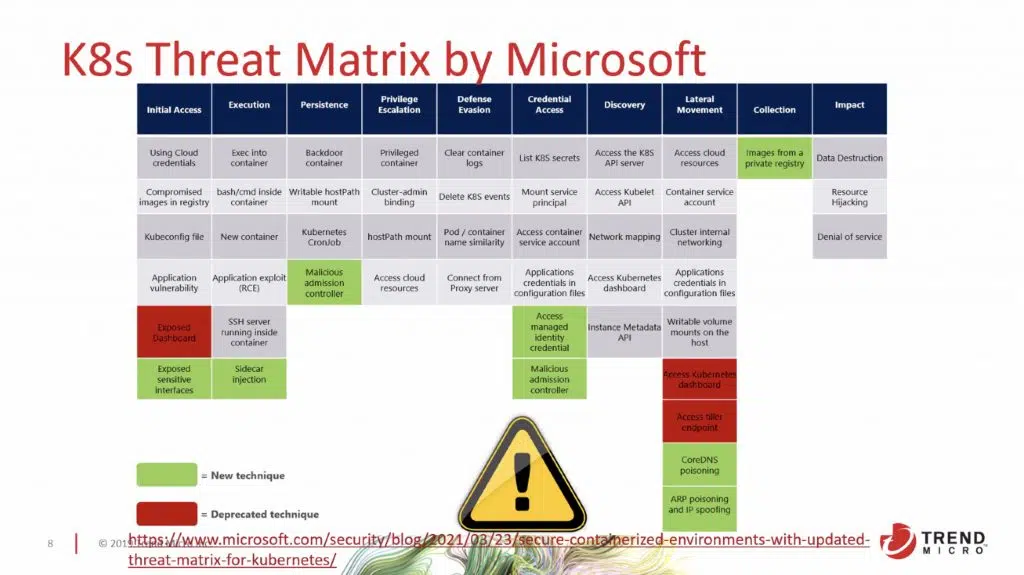 K8s Threat Matrix by Microsoft
Initial Access
Execution
Persistence
Privilege
Escalation
Defense
Evasion
Credential
Access
Discovery
Lateral
Movement
Collection
Impact
Using Cloud
credentials
Exec into
container
Backdoor
container
Privileged
container
Clear container
logs
List K8S secrets
Access the K8S
API server
Access cloud
resources
Images from a
private registry
Data Destruction
Compromised
images in registry
bash/cmd inside
container
Writable hostPath
mount
Cluster-admin
binding
Delete K8S events
Mount service
principal
Access Kubelet
API
Container service
account
Resource
Hijacking
Kubeconfig file
New container
Kubernetes
CronJob
hostPath mount
Pod / container
name similarity
Access container
service account
Network mapping
Cluster internal
networking
Denial of service
Application
vulnerability
Application exploit
(RCE)
Malicious
admission
controller
Access cloud
resources
Connect from
Proxy server
Applications
credentials in
configuration files
Access Kubernetes
dashboard
Applications
credentials in
configuration files
Exposed
Dashboard
SSH server
running inside
container
Access
managed
identity
credential
Instance Metadata
API
Writable volume
mounts on the
host
Exposed
sensitive
interfaces
Sidecar
injection
Malicious
admission
controller
Access Kubernetes
dashboard
Access tiller
endpoint
CoreDNS
poisoning
ARP poisoning
and IP spoofing
= New technique
= Deprecated technique
8
© 2019
https://www.microsoft.com/security/blog/2021/03/23/secure-containerized-environments-with-updated-
threat-matrix-for-kubernetes/
TREND
MICRO™